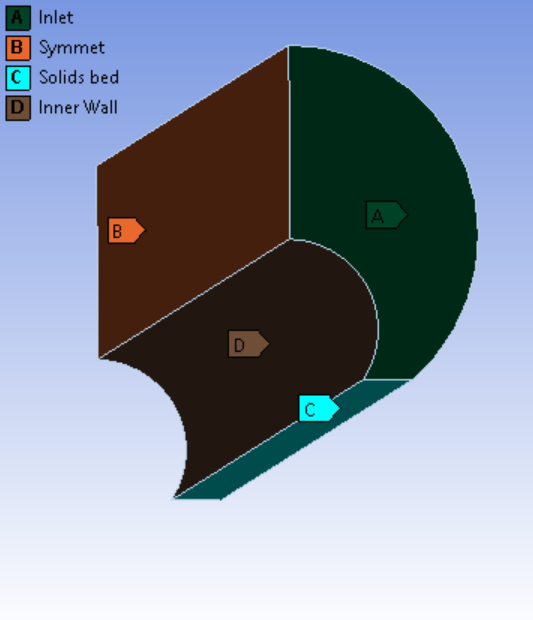 A Inlet
B Symmet
C Solids bed
D Inner Wall
A
B
D
C